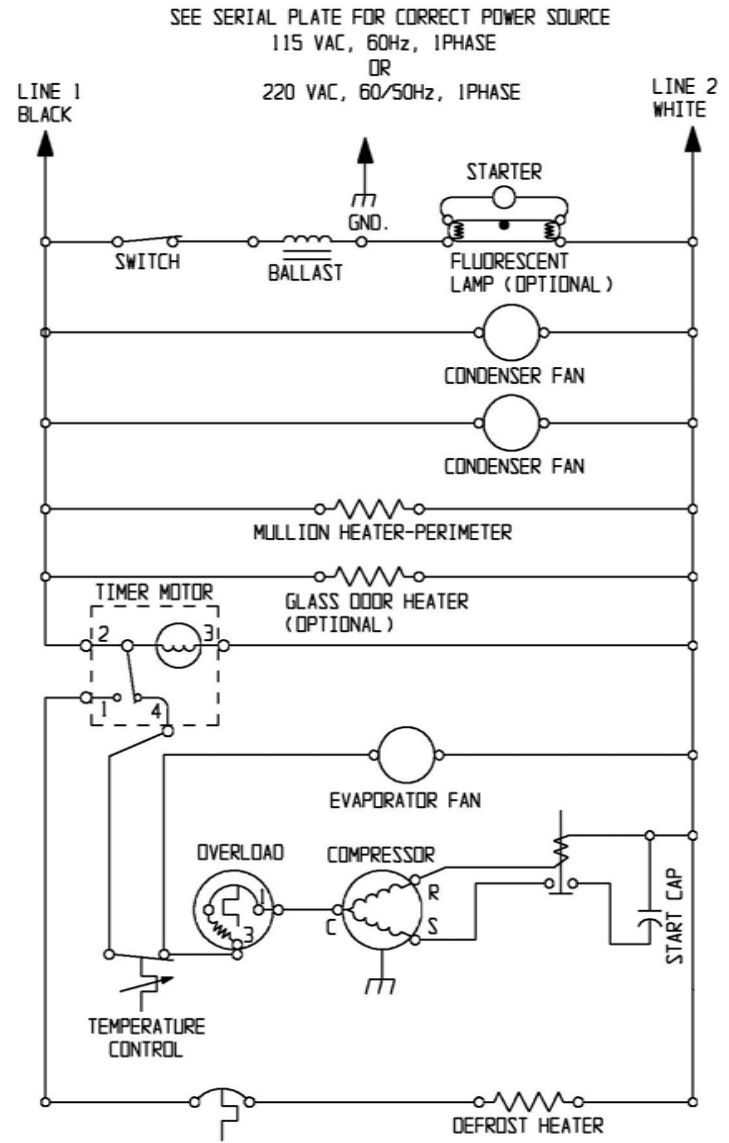 SEE SERIAL PLATE FOR CORRECT POWER SOURCE
115 VAC, 60Hz, 1PHASE
OR
220 VAC, 60/50Hz, 1PHASE
LINE 1
BLACK
LINE 2
WHITE
GND.
STARTER
SWITCH
BALLAST
FLUORESCENT
LAMP (OPTIONAL)
CONDENSER FAN
CONDENSER FAN
MULLION HEATER-PERIMETER
GLASS DOOR HEATER
(OPTIONAL)
TIMER MOTOR
2
3
1
4
EVAPORATOR FAN
OVERLOAD
1
3
COMPRESSOR
R
C
S
START CAP
TEMPERATURE
CONTROL
DEFROST HEATER